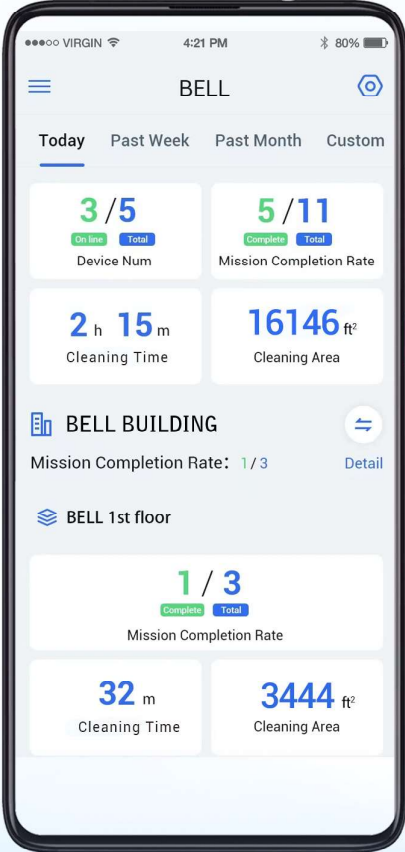 VIRGIN 4:21 PM 80%
BELL
Today Past Week Past Month Custom
3 /5 5 /11
On line Total Complete Total
Device Num Mission Completion Rate
2 h 15 m 16146 ft²
Cleaning Time Cleaning Area
BELL BUILDING
Mission Completion Rate: 1/3 Detail
BELL 1st floor
1 / 3
Complete Total
Mission Completion Rate
32 m 3444 ft²
Cleaning Time Cleaning Area